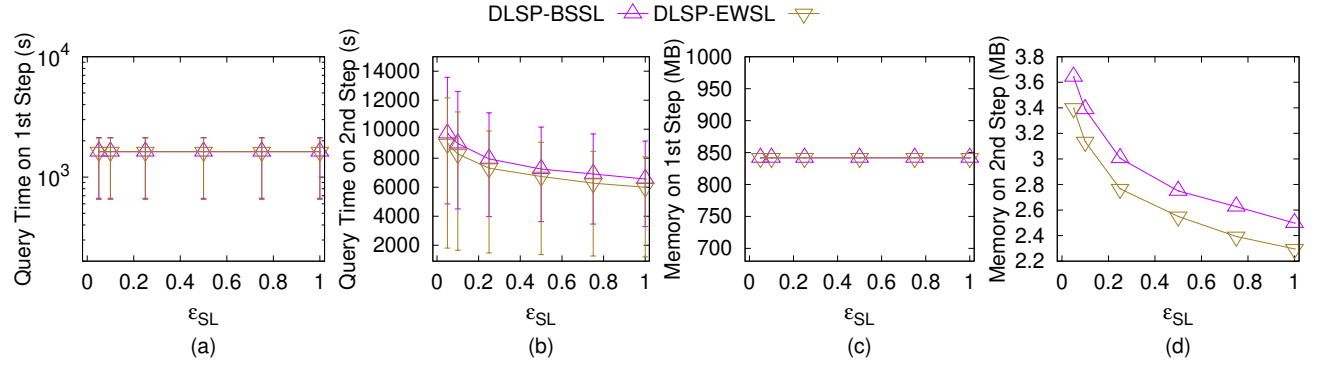 DLSP-BSSL DLSP-EWSL
Query Time on 1st Step (s)
10^4
10^3
0 0.2 0.4 0.6 0.8 1
ε_SL
(a)
Query Time on 2nd Step (s)
14000
12000
10000
8000
6000
4000
2000
0 0.2 0.4 0.6 0.8 1
ε_SL
(b)
Memory on 1st Step (MB)
1000
950
900
850
800
750
700
0 0.2 0.4 0.6 0.8 1
ε_SL
(c)
Memory on 2nd Step (MB)
3.8
3.6
3.4
3.2
3
2.8
2.6
2.4
2.2
0 0.2 0.4 0.6 0.8 1
ε_SL
(d)